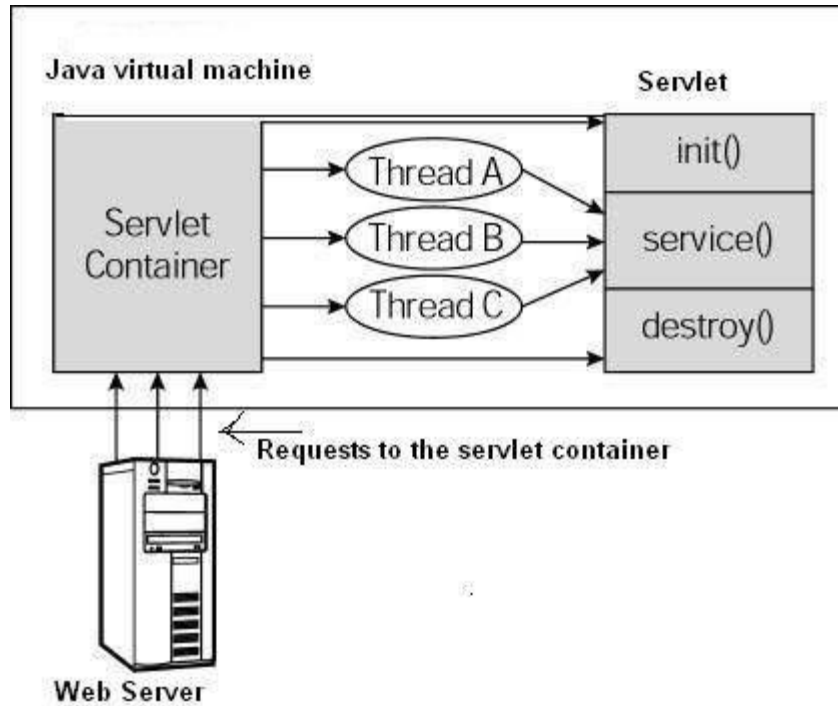 Java virtual machine
Servlet
Servlet
Container
Thread A
Thread B
Thread C
init()
service()
destroy()
Requests to the servlet container
Web Server